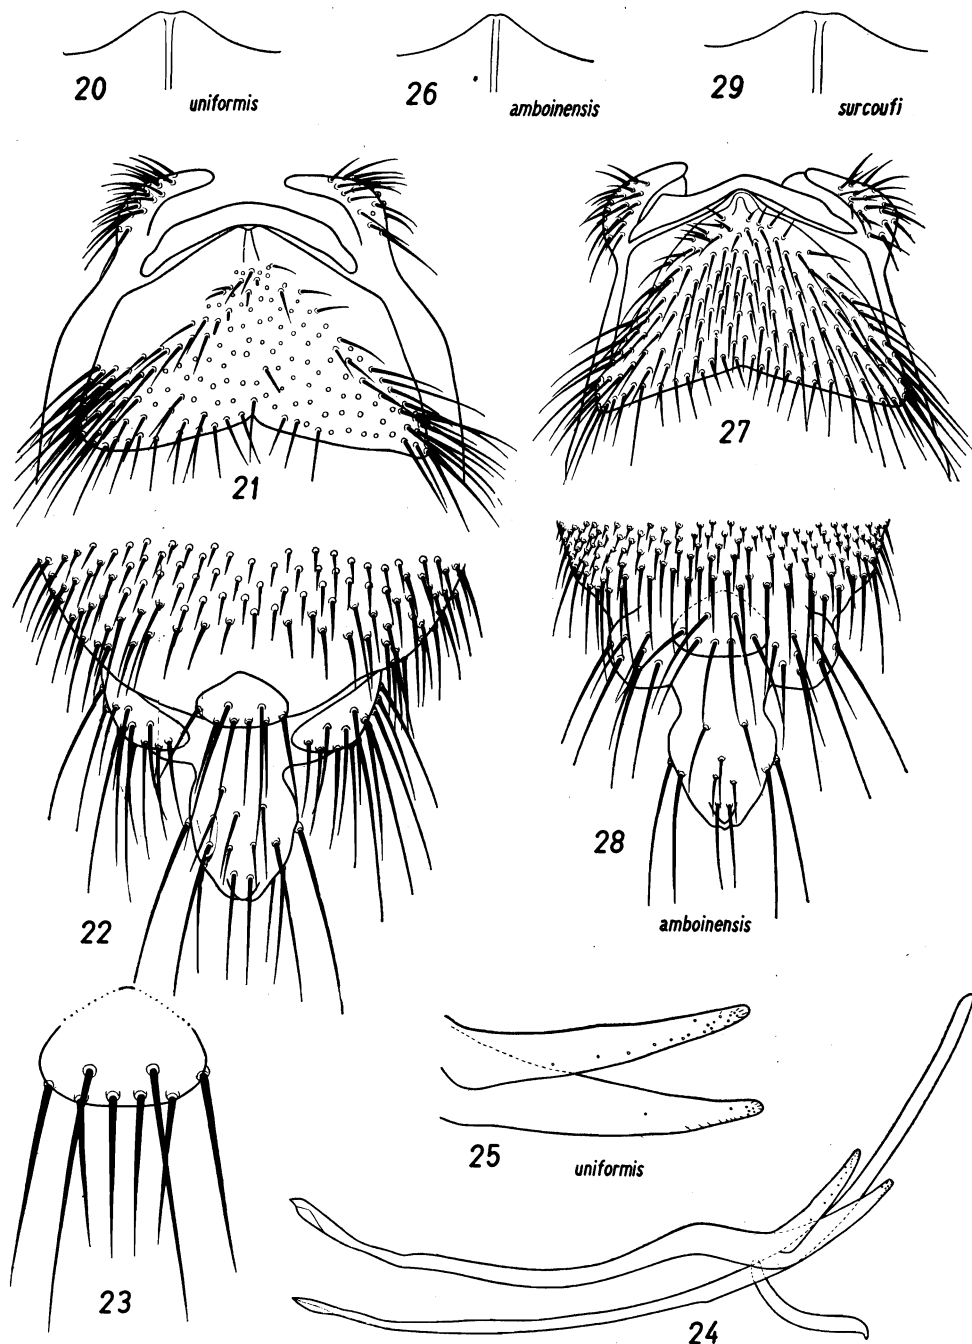 20 uniformis
26 amboinensis
29 surcoufi
21
27
22
28
amboinensis
23
25 uniformis
24